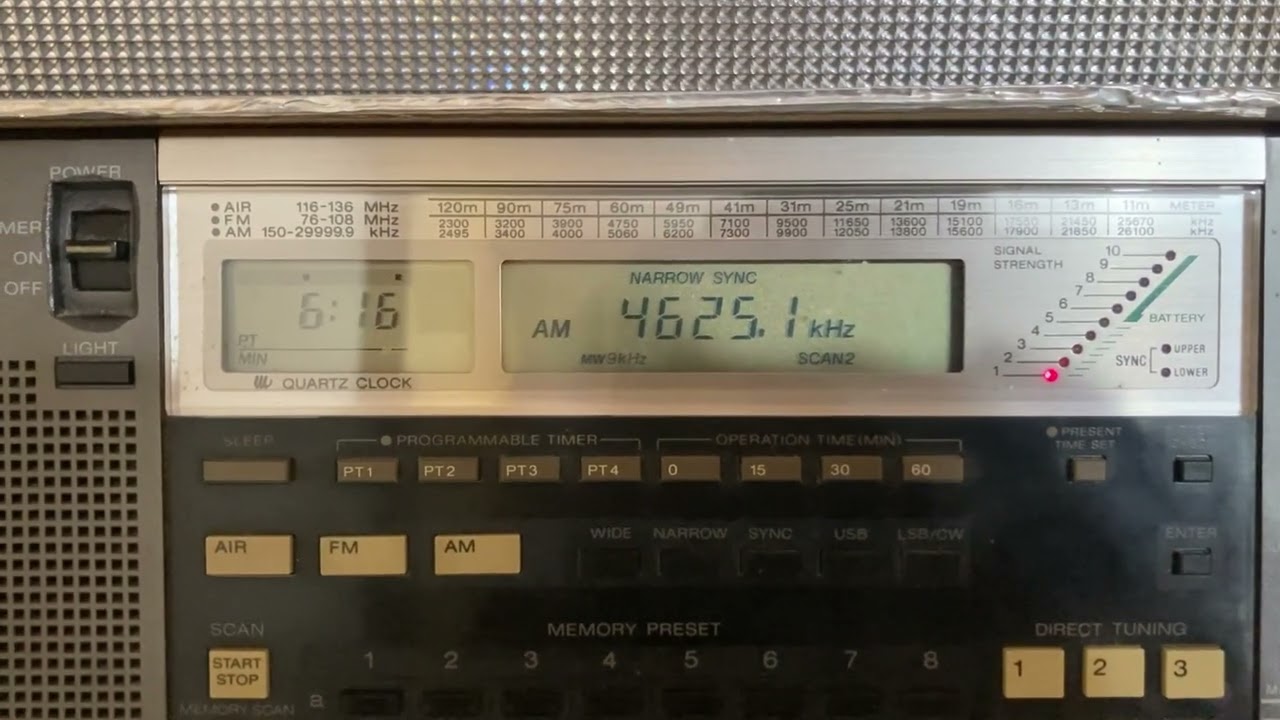 POWER
MER
ON
OFF
LIGHT
AIR 116-136 MHz
FM 76-108 MHz
AM 150-29999.9 kHz
120m 90m 75m 60m 49m 41m 31m 25m 21m 19m 16m 13m 11m METER
2300 3200 3900 4750 5950 7100 9500 11650 13600 15100 17550 21450 25670 kHz
2495 3400 4000 5060 6200 7300 9900 12050 13800 15600 17900 21850 26100 kHz
6:16
PT
MIN
QUARTZ CLOCK
NARROW SYNC
AM 4625.1 kHz
MW9kHz SCAN2
SIGNAL
STRENGTH
10
9
8
7
6
5
4
3
2
1
BATTERY
SYNC
UPPER
LOWER
SLEEP
PROGRAMMABLE TIMER
OPERATION TIME(MIN)
PRESENT
TIME SET
PT1 PT2 PT3 PT4 0 15 30 60
AIR FM AM
WIDE NARROW SYNC USB LSB/CW
ENTER
SCAN
START
STOP
MEMORY SCAN
MEMORY PRESET
1 2 3 4 5 6 7 8
a
DIRECT TUNING
1 2 3